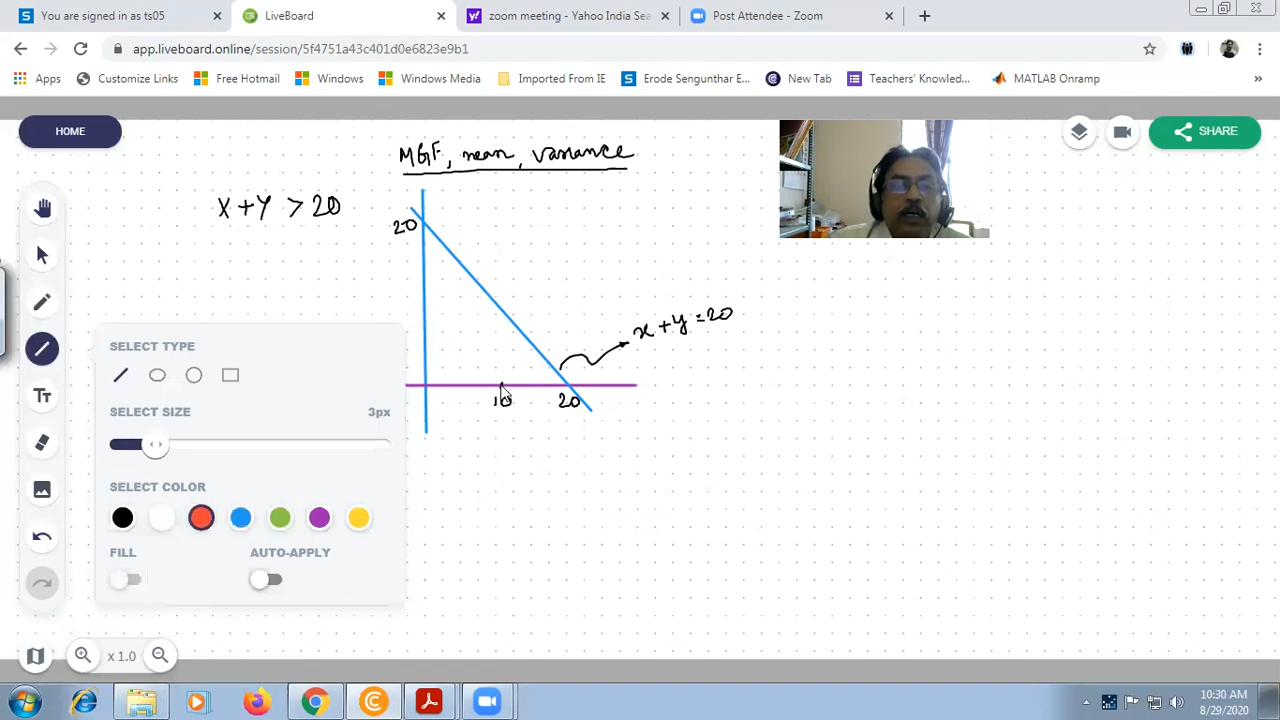 You are signed in as ts05
LiveBoard
zoom meeting - Yahoo India Sea
Post Attendee - Zoom
app.liveboard.online/session/5f4751a43c401d0e6823e9b1
Apps
Customize Links
Free Hotmail
Windows
Windows Media
Imported From IE
Erode Sengunthar E...
New Tab
Teachers' Knowled...
MATLAB Onramp
»
HOME
SHARE
MGF, mean, variance
X + Y > 20
20
x + y = 20
10
20
SELECT TYPE
SELECT SIZE
3px
SELECT COLOR
FILL
AUTO-APPLY
Tт
x 1.0
10:30 AM
8/29/2020